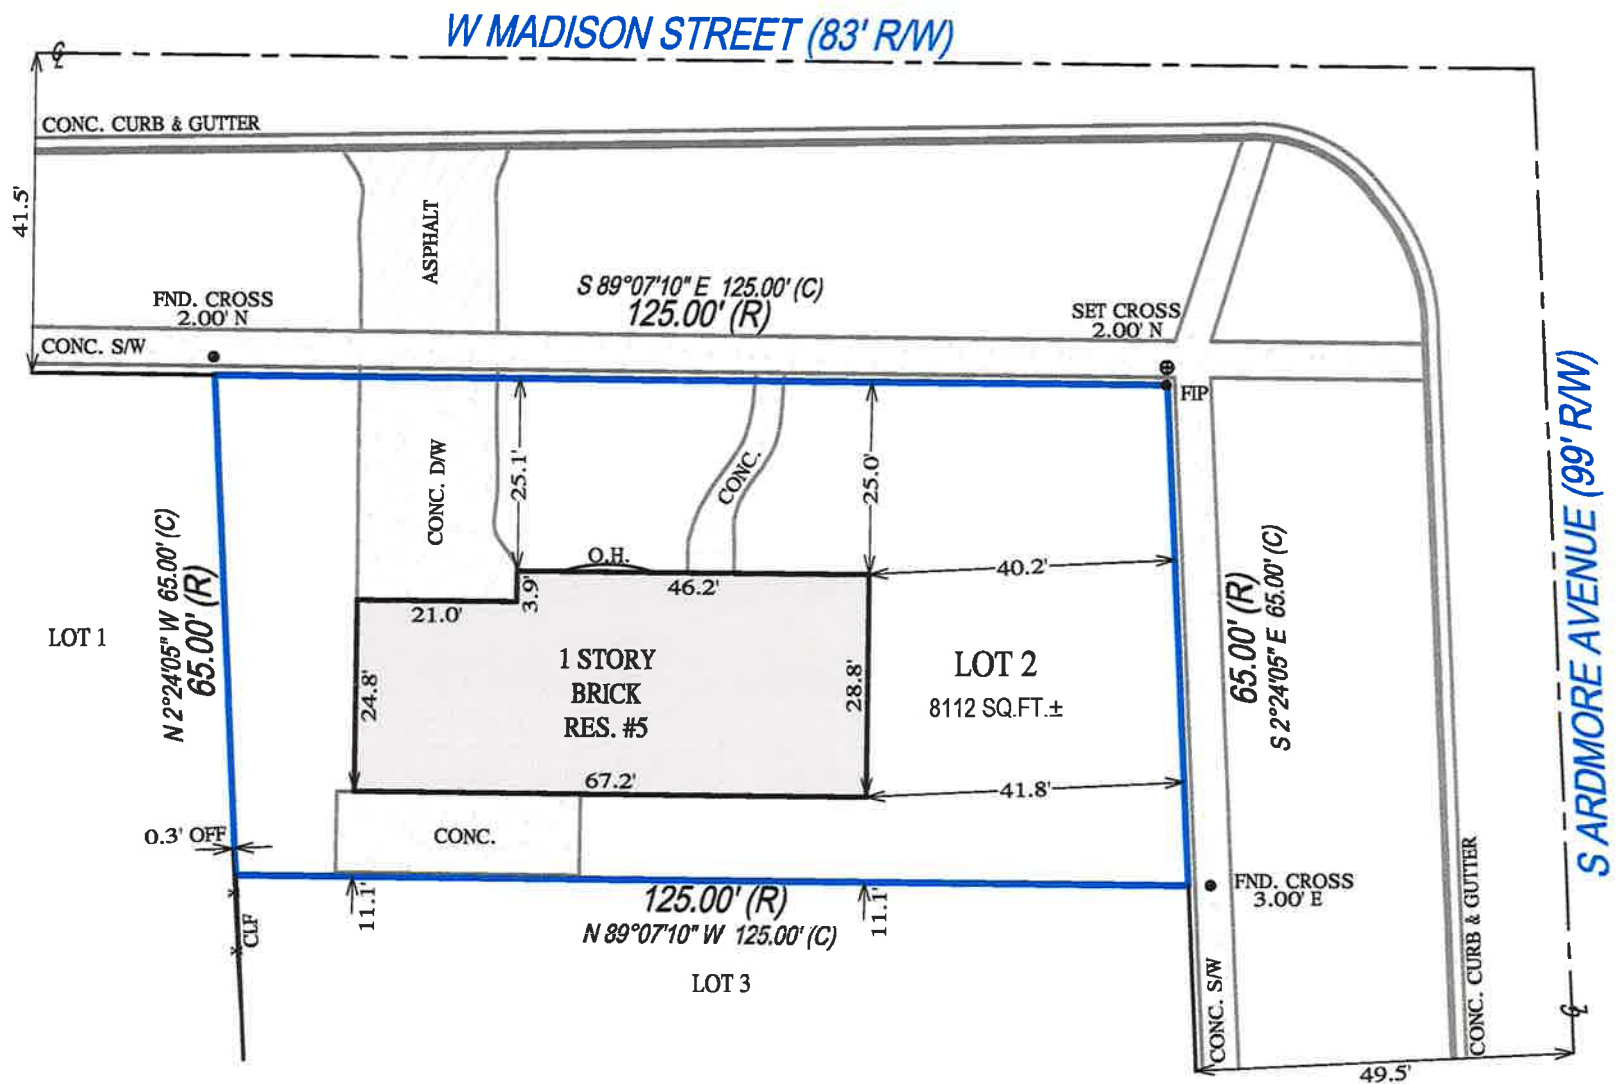 W MADISON STREET (83' R/W)
℄
CONC. CURB & GUTTER
41.5'
ASPHALT
S 89°07'10" E 125.00' (C)
125.00' (R)
FND. CROSS
2.00' N
SET CROSS
2.00' N
CONC. S/W
FIP
S ARDMORE AVENUE (99' R/W)
CONC. D/W
25.1'
CONC.
25.0'
O.H.
46.2'
40.2'
3.9'
21.0'
N 2°24'05" W 65.00' (C)
65.00' (R)
65.00' (R)
S 2°24'05" E 65.00' (C)
LOT 1
1 STORY
BRICK
RES. #5
24.8'
28.8'
LOT 2
8112 SQ.FT.±
67.2'
41.8'
0.3' OFF
CONC.
11.1'
125.00' (R)
N 89°07'10" W 125.00' (C)
11.1'
FND. CROSS
3.00' E
CLF
LOT 3
CONC. S/W
CONC. CURB & GUTTER
℄
49.5'